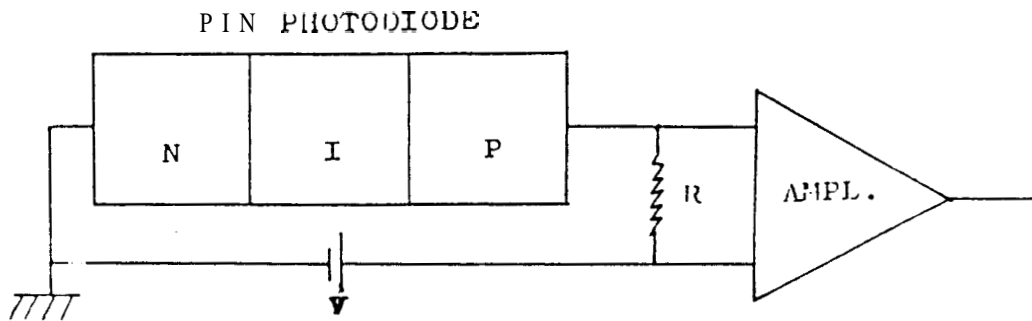 PIN PHOTODIODE
N I P
R
AMPL.
V